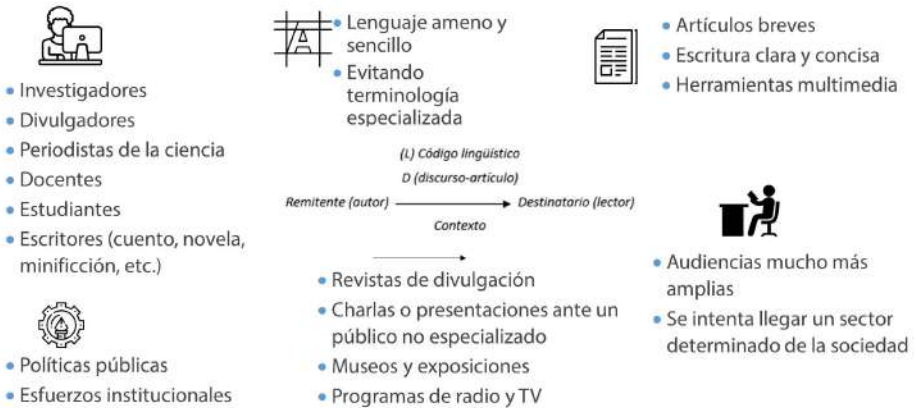 • Investigadores
• Divulgadores
• Periodistas de la ciencia
• Docentes
• Estudiantes
• Escritores (cuento, novela,
minificción, etc.)
• Políticas públicas
• Esfuerzos institucionales
A
• Lenguaje ameno y
sencillo
• Evitando
terminología
especializada
(L) Código lingüístico
D (discurso-artículo)
Remitente (autor)
Destinatario (lector)
Contexto
• Revistas de divulgación
• Charlas o presentaciones ante un
público no especializado
• Museos y exposiciones
• Programas de radio y TV
• Artículos breves
• Escritura clara y concisa
• Herramientas multimedia
• Audiencias mucho más
amplias
• Se intenta llegar un sector
determinado de la sociedad